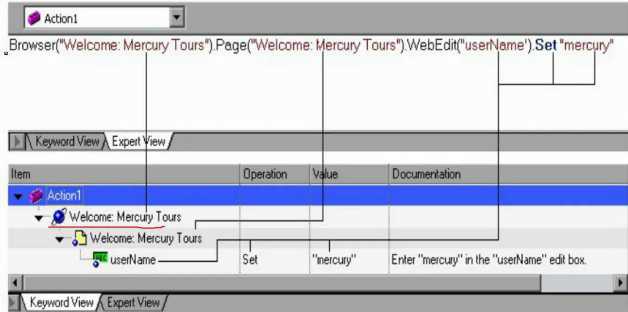 Action1
Browser("Welcome: Mercury Tours").Page("Welcome: Mercury Tours").WebEdit("userName").Set "mercury"
Keyword View Expert View
Item Operation Value Documentation
Action1
Welcome: Mercury Tours
Welcome: Mercury Tours
userName Set "mercury" Enter "mercury" in the "userName" edit box.
Keyword View Expert View